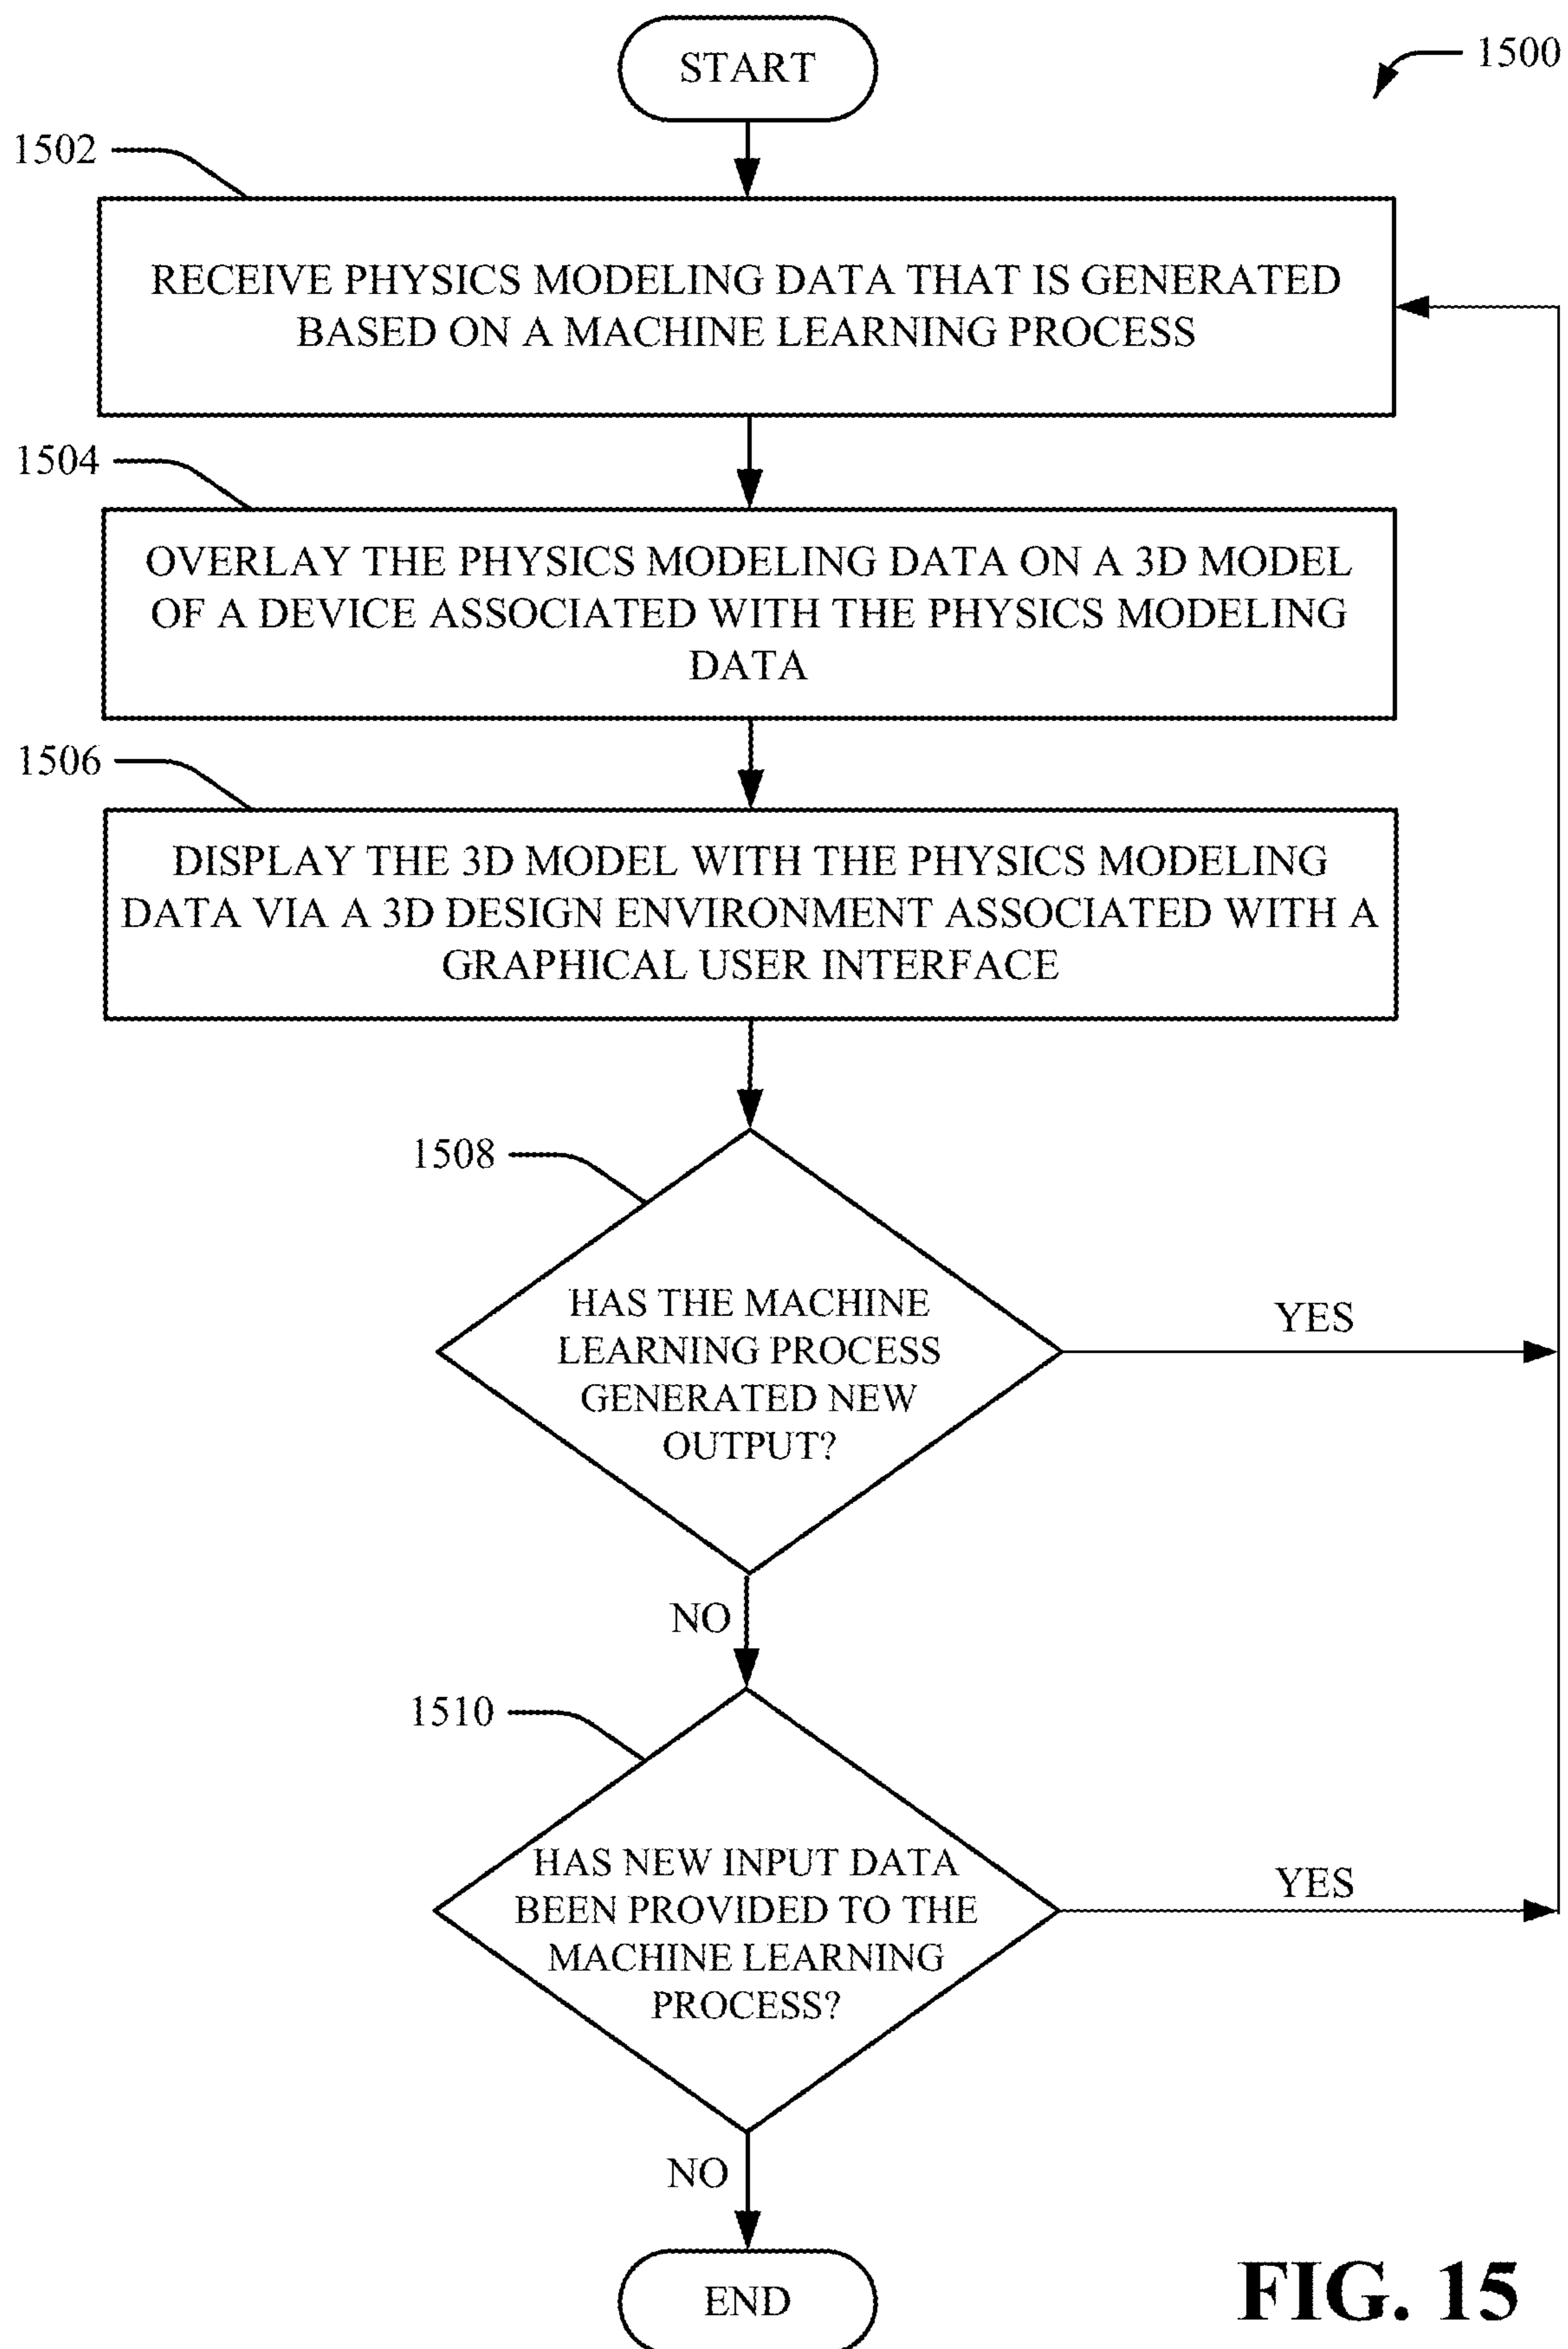 START
1500
1502
RECEIVE PHYSICS MODELING DATA THAT IS GENERATED
BASED ON A MACHINE LEARNING PROCESS
1504
OVERLAY THE PHYSICS MODELING DATA ON A 3D MODEL
OF A DEVICE ASSOCIATED WITH THE PHYSICS MODELING
DATA
1506
DISPLAY THE 3D MODEL WITH THE PHYSICS MODELING
DATA VIA A 3D DESIGN ENVIRONMENT ASSOCIATED WITH A
GRAPHICAL USER INTERFACE
1508
HAS THE MACHINE
LEARNING PROCESS
GENERATED NEW
OUTPUT?
YES
NO
1510
HAS NEW INPUT DATA
BEEN PROVIDED TO THE
MACHINE LEARNING
PROCESS?
YES
NO
END
FIG. 15